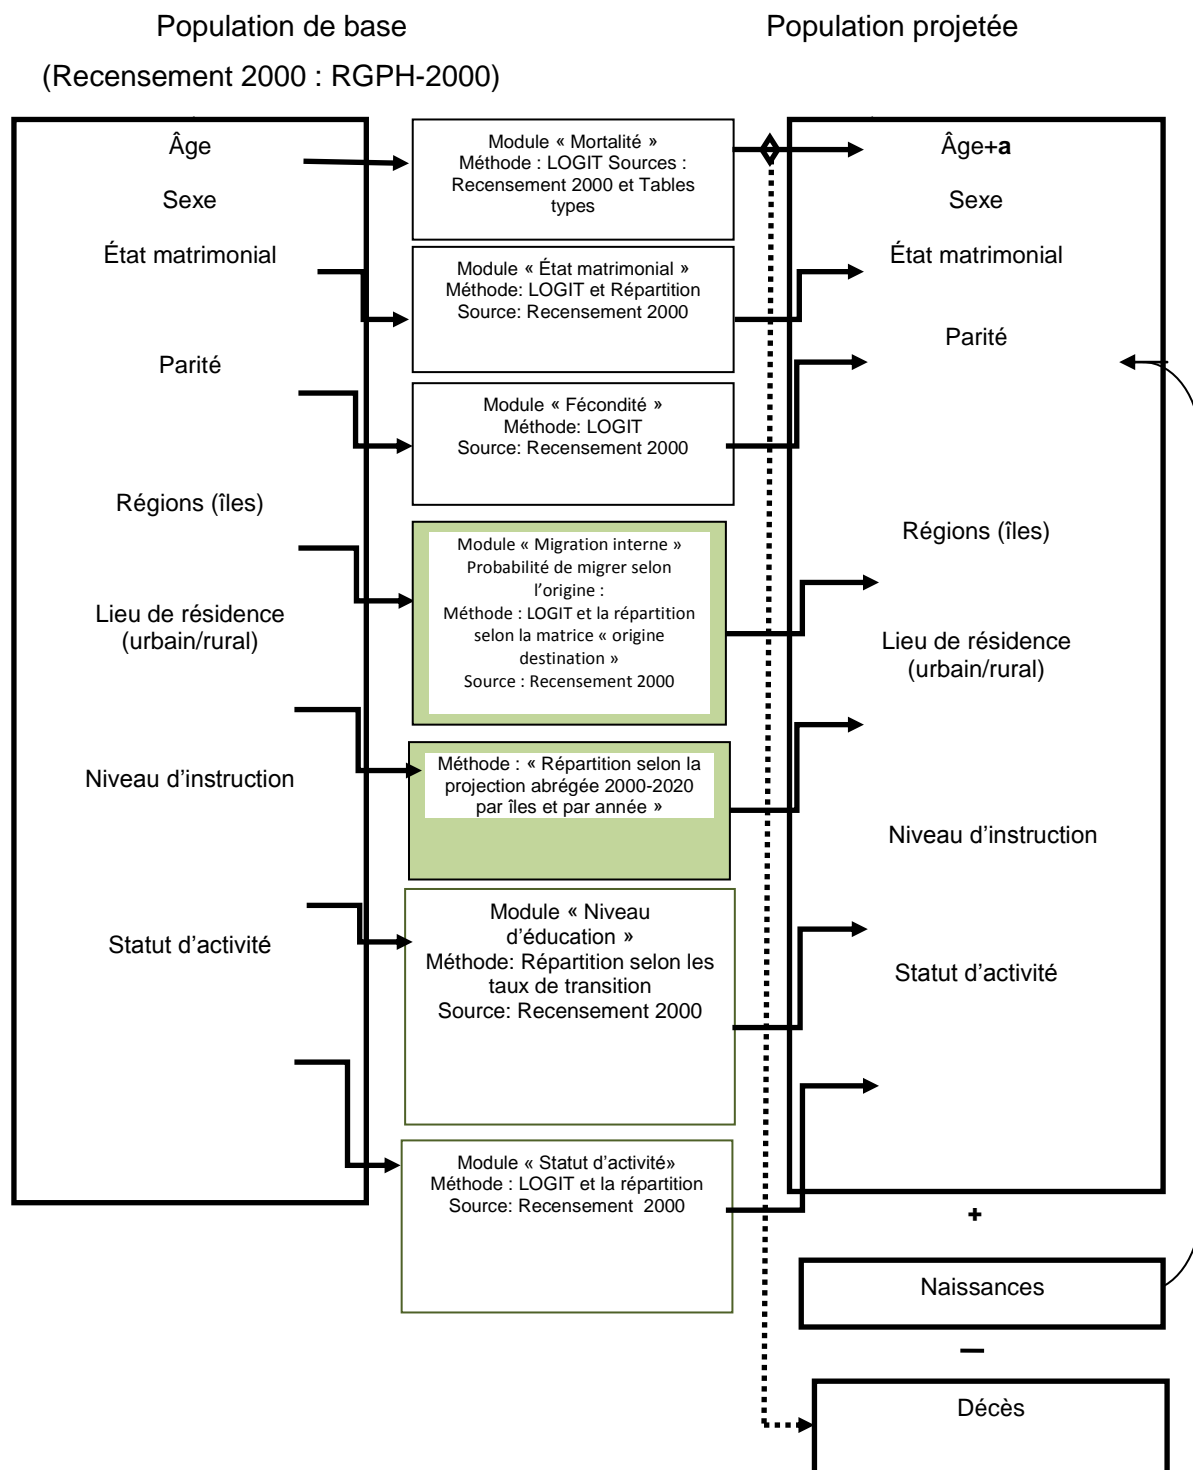 Population de base
(Recensement 2000 : RGPH-2000)
Population projetée
Âge
Sexe
État matrimonial
Parité
Régions (îles)
Lieu de résidence
(urbain/rural)
Niveau d’instruction
Statut d’activité
Module « Mortalité »
Méthode : LOGIT Sources :
Recensement 2000 et Tables
types
Module « État matrimonial »
Méthode: LOGIT et Répartition
Source: Recensement 2000
Module « Fécondité »
Méthode: LOGIT
Source: Recensement 2000
Module « Migration interne »
Probabilité de migrer selon
l’origine :
Méthode : LOGIT et la répartition
selon la matrice « origine
destination »
Source : Recensement 2000
Méthode : « Répartition selon la
projection abrégée 2000-2020
par îles et par année »
Module « Niveau
d’éducation »
Méthode: Répartition selon les
taux de transition
Source: Recensement 2000
Module « Statut d’activité»
Méthode : LOGIT et la répartition
Source: Recensement 2000
Âge+a
Sexe
État matrimonial
Parité
Régions (îles)
Lieu de résidence
(urbain/rural)
Niveau d’instruction
Statut d’activité
+
Naissances
—
Décès